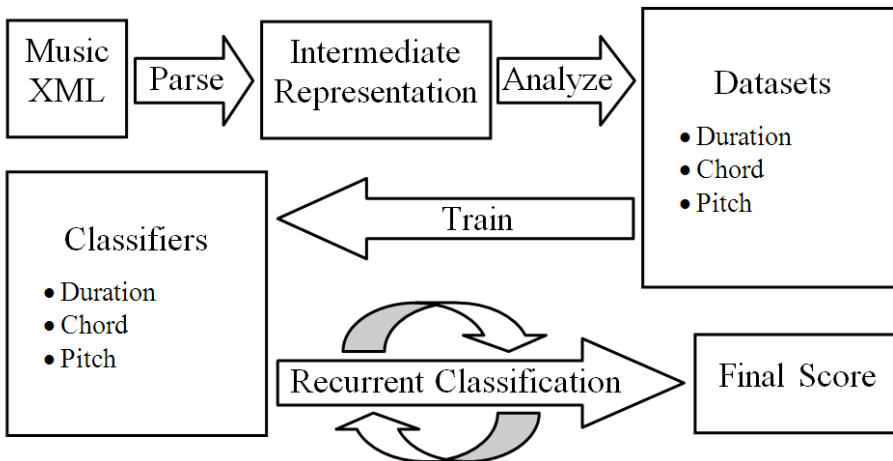 Music
XML
Parse
Intermediate
Representation
Analyze
Datasets
• Duration
• Chord
• Pitch
Train
Classifiers
• Duration
• Chord
• Pitch
Recurrent Classification
Final Score